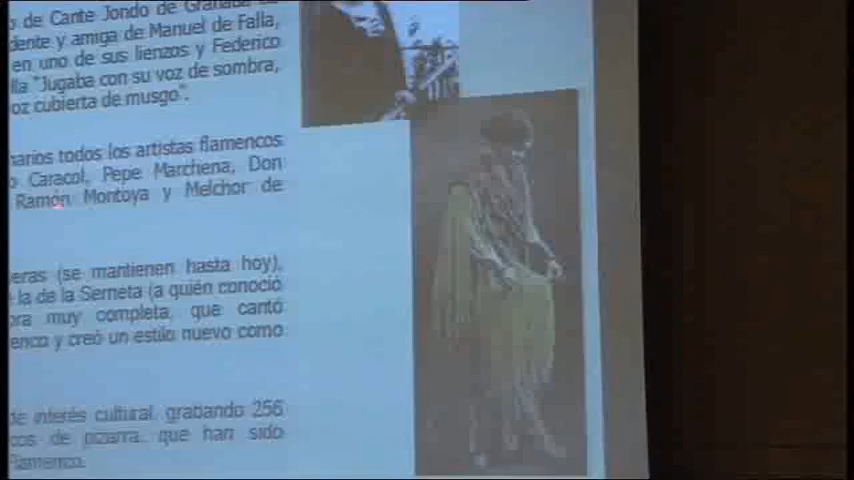 o de Cante Jondo de Granada
dente y amiga de Manuel de Falla,
en uno de sus lienzos y Federico
lla "Jugaba con su voz de sombra,
oz cubierta de musgo".
narios todos los artistas flamencos
o Caracol, Pepe Marchena, Don
Ramón Montoya y Melchor de
eras (se mantienen hasta hoy),
la de la Serneta (a quién conoció
ora muy completa, que cantó
enco y creó un estilo nuevo como
de interés cultural, grabando 256
cos de pizarra, que han sido
flamenco.